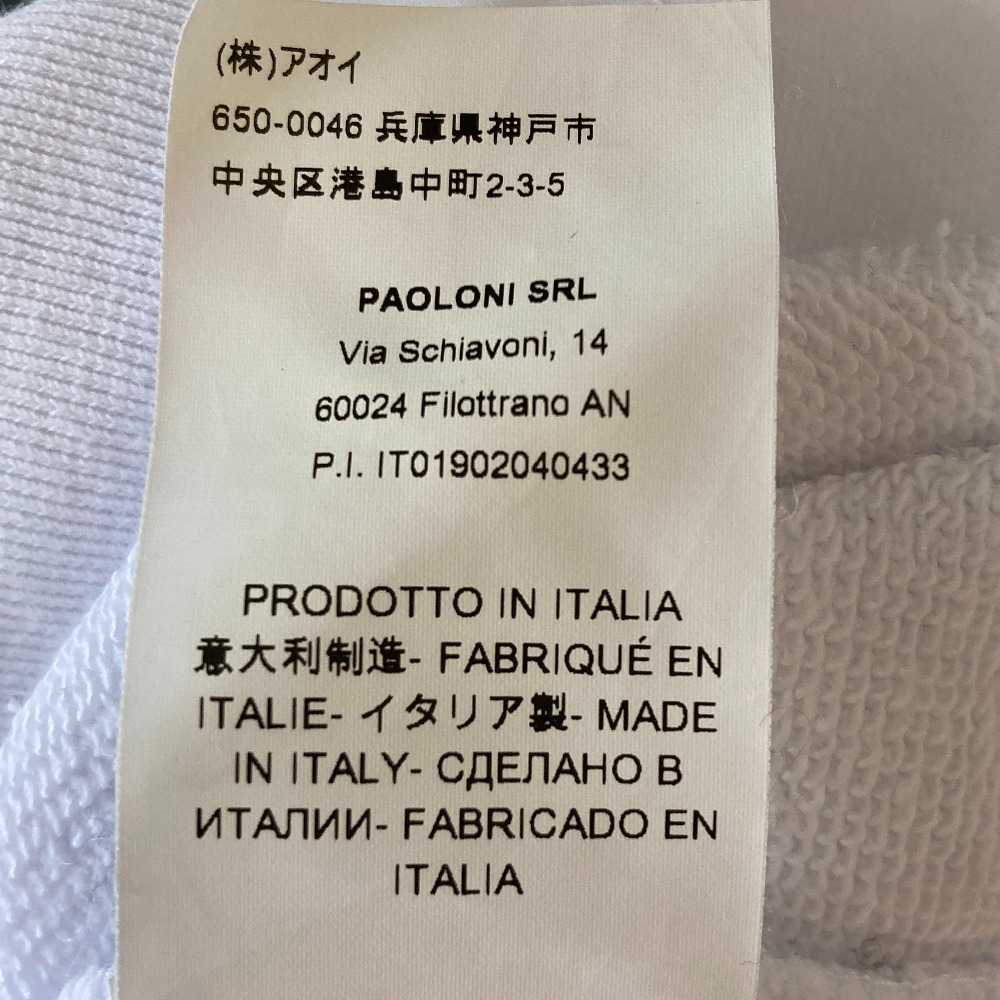 (株)アオイ
650-0046 兵庫県神戸市
中央区港島中町2-3-5
PAOLONI SRL
Via Schiavoni, 14
60024 Filottrano AN
P.I. IT01902040433
PRODOTTO IN ITALIA
意大利制造- FABRIQUÉ EN
ITALIE- イタリア製- MADE
IN ITALY- СДЕЛАНО В
ИТАЛИИ- FABRICADO EN
ITALIA